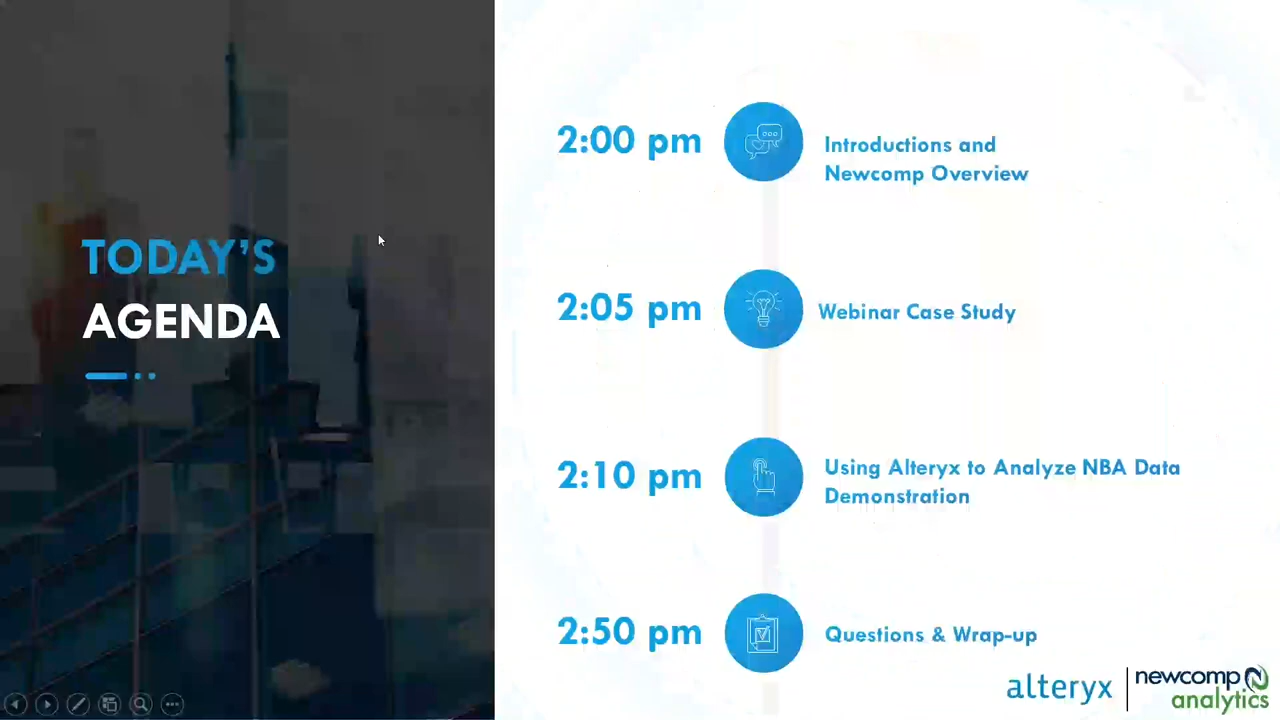 TODAY'S
AGENDA
2:00 pm
Introductions and
Newcomp Overview
2:05 pm
Webinar Case Study
2:10 pm
Using Alteryx to Analyze NBA Data
Demonstration
2:50 pm
Questions & Wrap-up
alteryx
newcomp
analytics